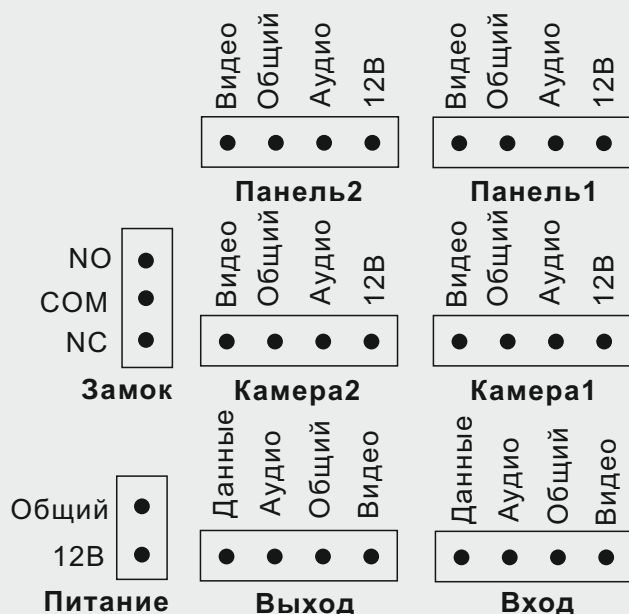 Видео Общий Аудио 12В
Видео Общий Аудио 12В
Панель2
Панель1
NO
COM
NC
Замок
Видео Общий Аудио 12В
Видео Общий Аудио 12В
Камера2
Камера1
Общий
12В
Питание
Данные Аудио Общий Видео
Данные Аудио Общий Видео
Выход
Вход